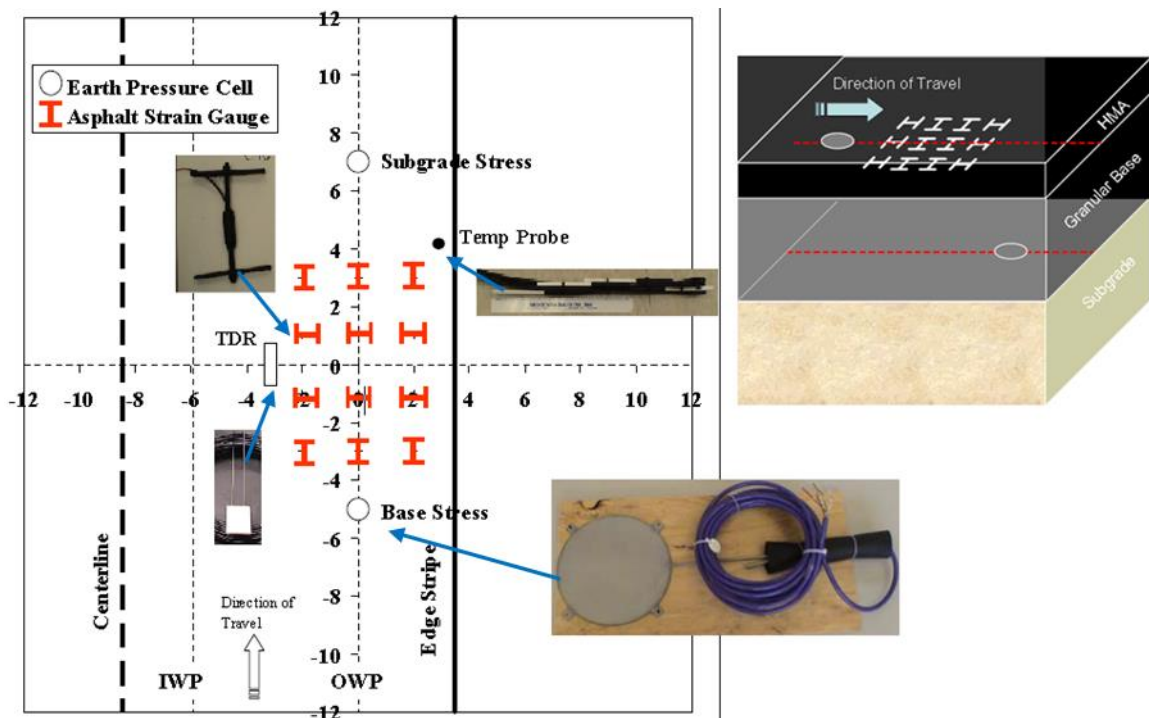 12
10
8
6
4
2
0
-2
-4
-6
-8
-10
-12
-12
-10
-8
-6
-4
-2
0
2
4
6
8
10
12
Earth Pressure Cell
Asphalt Strain Gauge
Subgrade Stress
Temp Probe
TDR
Base Stress
Centerline
Edge Stripe
Direction of
Travel
IWP
OWP
Direction of Travel
HMA
Granular Base
Subgrade